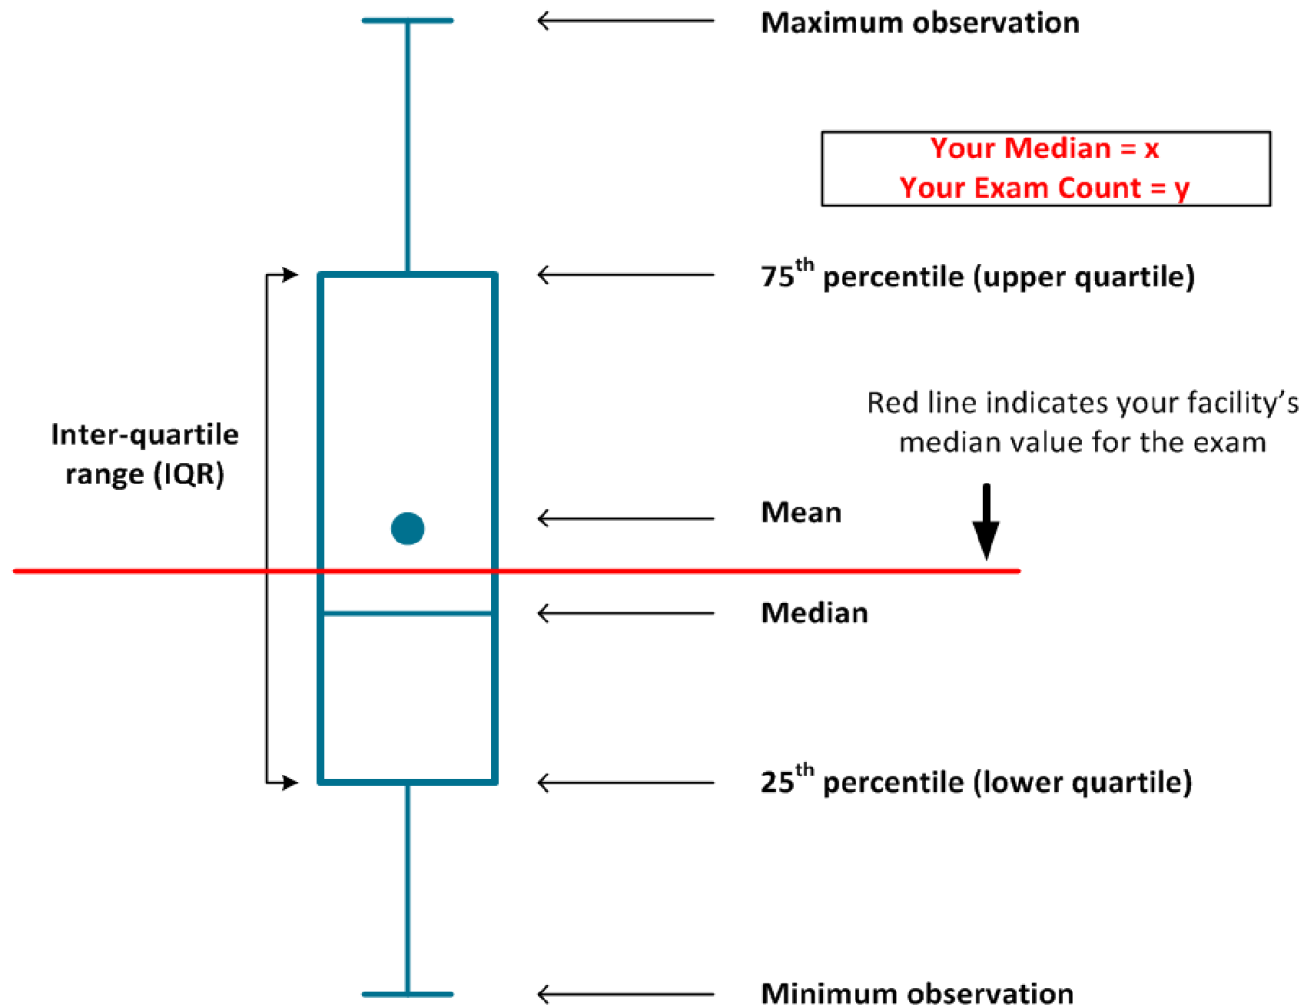 Maximum observation
Your Median = x
Your Exam Count = y
75th percentile (upper quartile)
Red line indicates your facility’s
median value for the exam
Inter-quartile
range (IQR)
Mean
Median
25th percentile (lower quartile)
Minimum observation